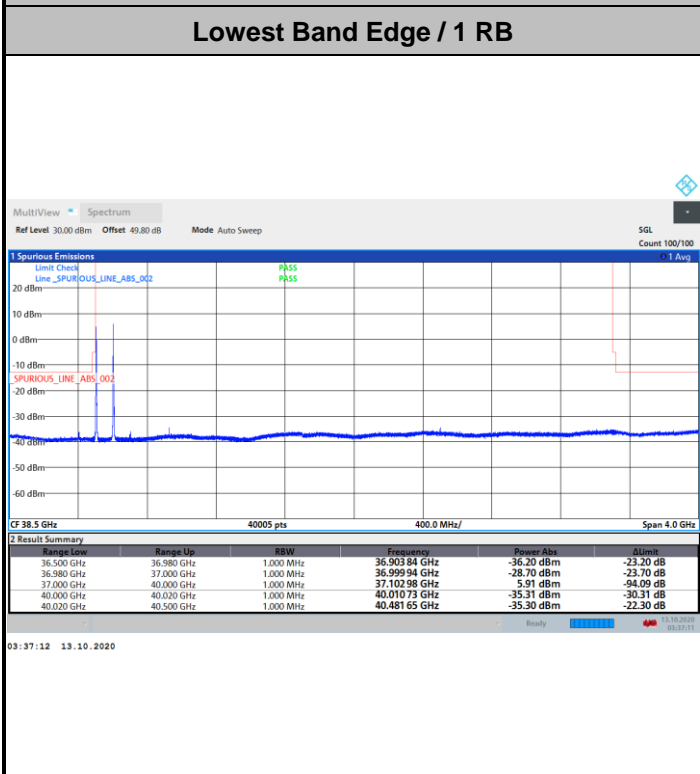 Lowest Band Edge / 1 RB
MultiView Spectrum
Ref Level 30.00 dBm Offset 49.80 dB Mode Auto Sweep SGL
Count 100/100
1 Spurious Emissions 1 Avg
Limit Check PASS
Line _SPURIOUS_LINE_ABS_002 PASS
20 dBm
10 dBm
0 dBm
-10 dBm
_SPURIOUS_LINE_ABS_002
-20 dBm
-30 dBm
-40 dBm
-50 dBm
-60 dBm
CF 38.5 GHz 40005 pts 400.0 MHz/ Span 4.0 GHz
2 Result Summary
Range Low Range Up RBW Frequency Power Abs ΔLimit
36.500 GHz 36.980 GHz 1.000 MHz 36.903 84 GHz -36.20 dBm -23.20 dB
36.980 GHz 37.000 GHz 1.000 MHz 36.999 94 GHz -28.70 dBm -23.70 dB
37.000 GHz 40.000 GHz 1.000 MHz 37.102 98 GHz 5.91 dBm -94.09 dB
40.000 GHz 40.020 GHz 1.000 MHz 40.010 73 GHz -35.31 dBm -30.31 dB
40.020 GHz 40.500 GHz 1.000 MHz 40.481 65 GHz -35.30 dBm -22.30 dB
Ready 13.10.2020
03:37:11
03:37:12 13.10.2020